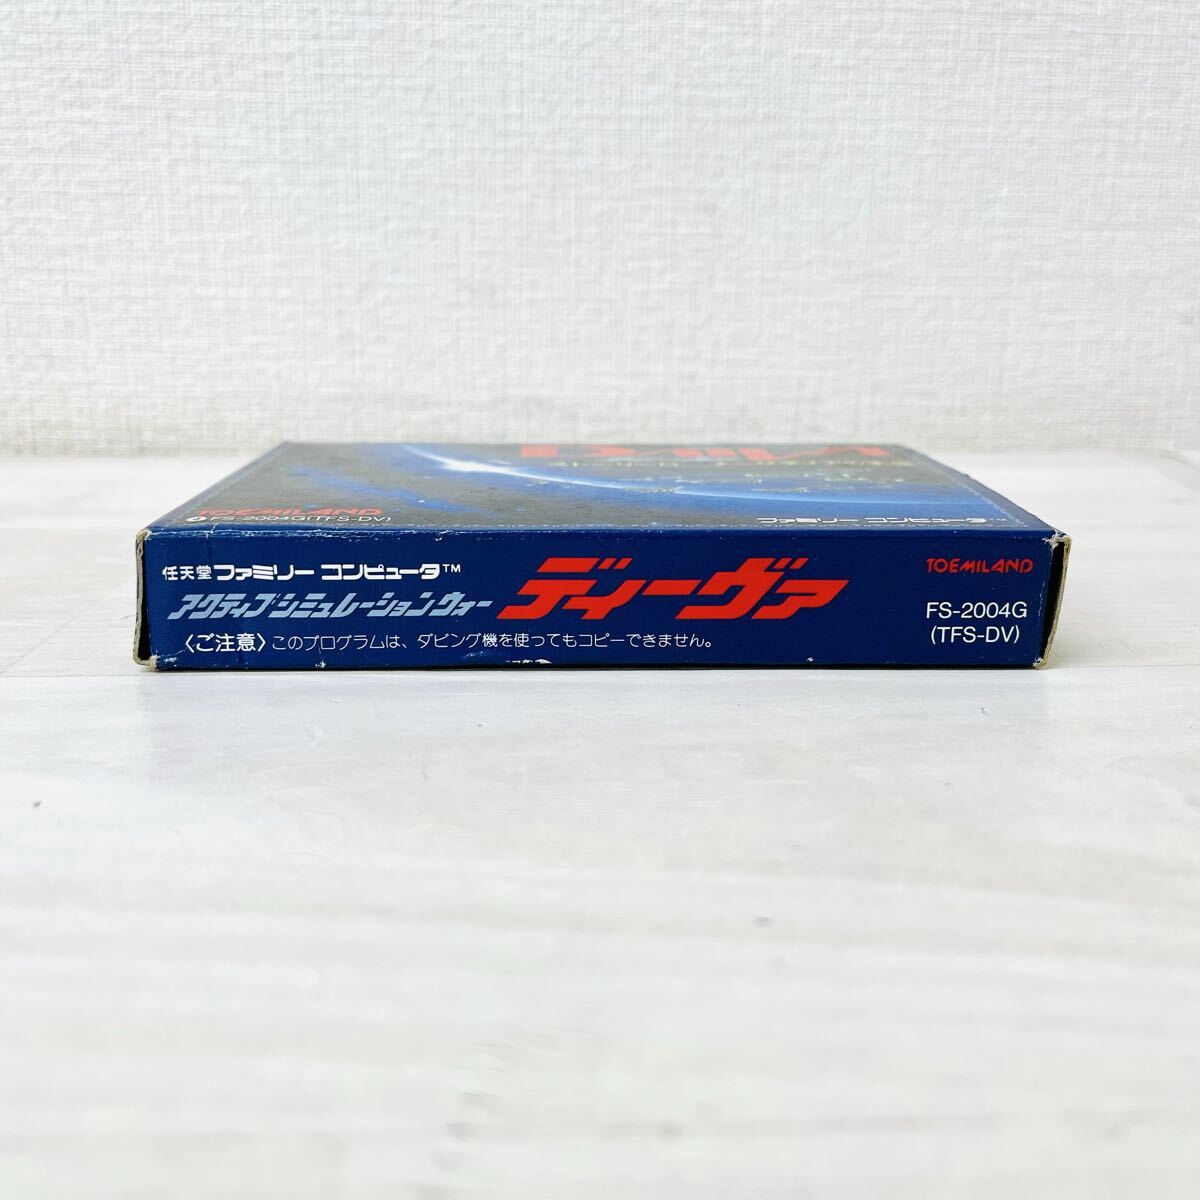 TOEMILAND
FS-2004G(TFS-DV)
ファミリー コンピュータ™
任天堂 ファミリー コンピュータ™
アクティブ・シミュレーションウォー ディーヴァ
〈ご注意〉このプログラムは、ダビング機を使ってもコピーできません。
TOEMILAND
FS-2004G
(TFS-DV)